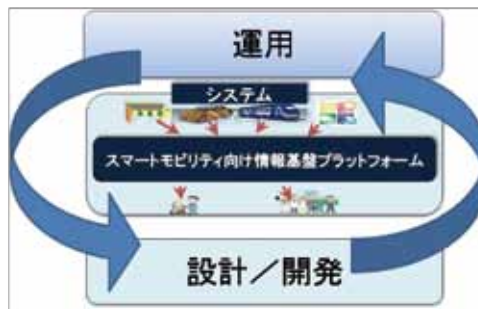 運用
システム
スマートモビリティ向け情報基盤プラットフォーム
設計／開発